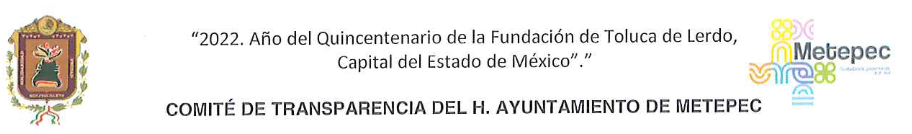 "2022. Año del Quincentenario de la Fundación de Toluca de Lerdo,
Capital del Estado de México"."
Metepec
COMITÉ DE TRANSPARENCIA DEL H. AYUNTAMIENTO DE METEPEC